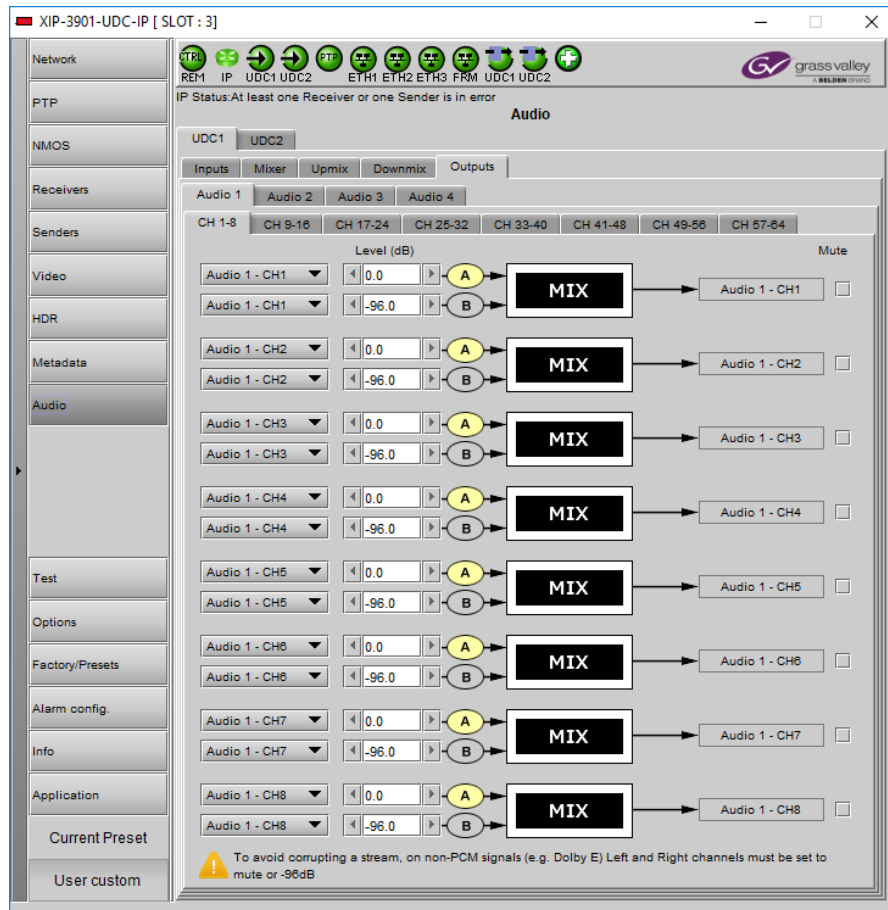 XIP-3901-UDC-IP [ SLOT : 3]
Network
PTP
NMOS
Receivers
Senders
Video
HDR
Metadata
Audio
Test
Options
Factory/Presets
Alarm config.
Info
Application
Current Preset
User custom
CTRL PTP
REM IP UDC1 UDC2 ETH1 ETH2 ETH3 FRM UDC1 UDC2
GV grass valley
A BELDEN BRAND
IP Status:At least one Receiver or one Sender is in error
Audio
UDC1 UDC2
Inputs Mixer Upmix Downmix Outputs
Audio 1 Audio 2 Audio 3 Audio 4
CH 1-8 CH 9-16 CH 17-24 CH 25-32 CH 33-40 CH 41-48 CH 49-56 CH 57-64
Level (dB) Mute
Audio 1 - CH1 0.0 A
MIX Audio 1 - CH1
Audio 1 - CH1 -96.0 B
Audio 1 - CH2 0.0 A
MIX Audio 1 - CH2
Audio 1 - CH2 -96.0 B
Audio 1 - CH3 0.0 A
MIX Audio 1 - CH3
Audio 1 - CH3 -96.0 B
Audio 1 - CH4 0.0 A
MIX Audio 1 - CH4
Audio 1 - CH4 -96.0 B
Audio 1 - CH5 0.0 A
MIX Audio 1 - CH5
Audio 1 - CH5 -96.0 B
Audio 1 - CH6 0.0 A
MIX Audio 1 - CH6
Audio 1 - CH6 -96.0 B
Audio 1 - CH7 0.0 A
MIX Audio 1 - CH7
Audio 1 - CH7 -96.0 B
Audio 1 - CH8 0.0 A
MIX Audio 1 - CH8
Audio 1 - CH8 -96.0 B
To avoid corrupting a stream, on non-PCM signals (e.g. Dolby E) Left and Right channels must be set to
mute or -96dB